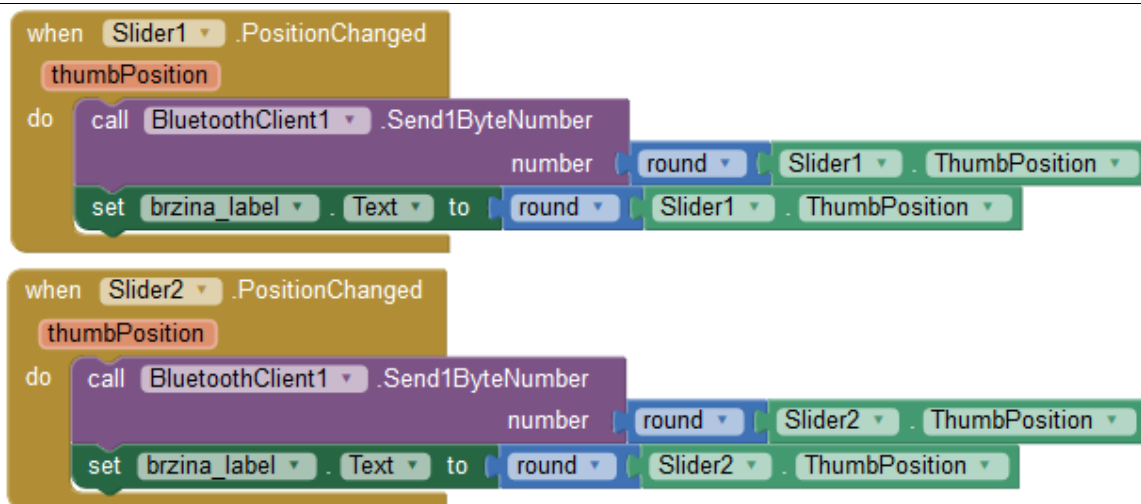 when Slider1 .PositionChanged
thumbPosition
do call BluetoothClient1 .Send1ByteNumber
number round Slider1 . ThumbPosition
set brzina_label . Text to round Slider1 . ThumbPosition
when Slider2 .PositionChanged
thumbPosition
do call BluetoothClient1 .Send1ByteNumber
number round Slider2 . ThumbPosition
set brzina_label . Text to round Slider2 . ThumbPosition